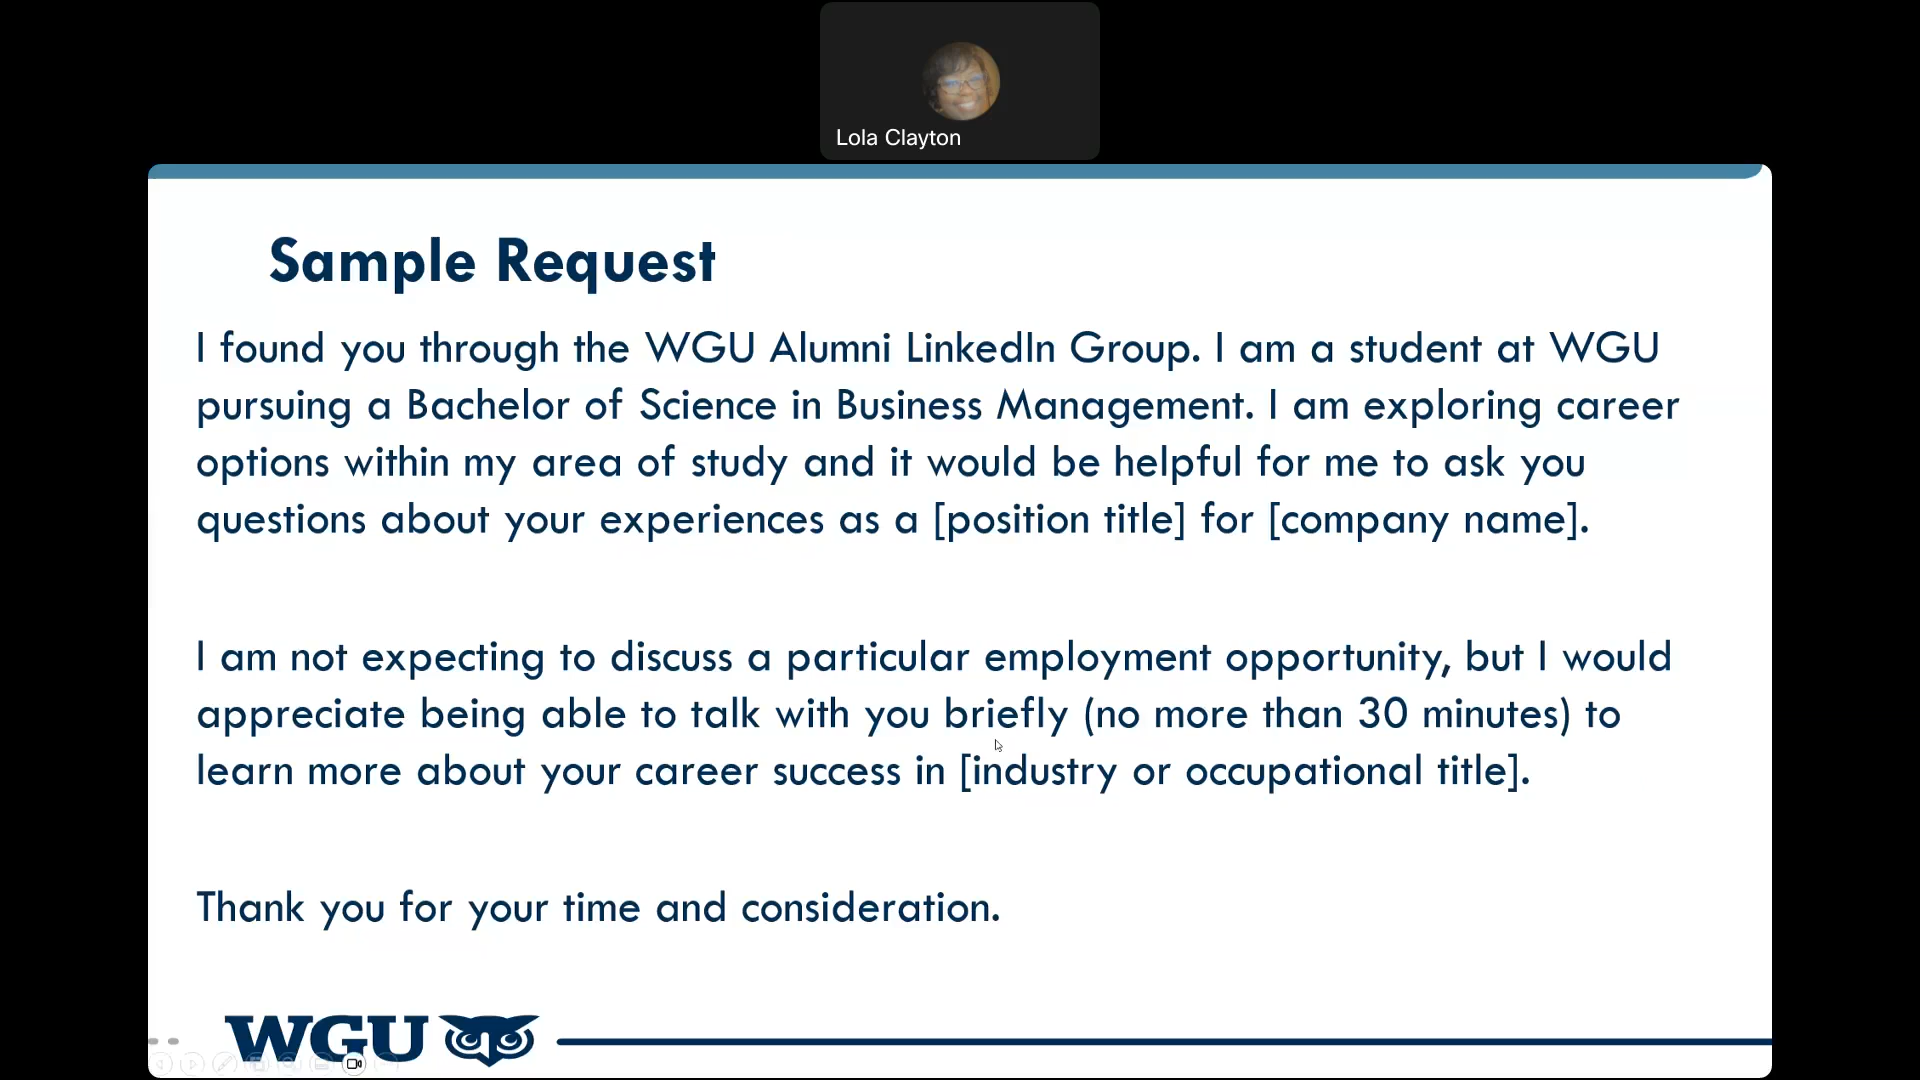 Lola Clayton
Sample Request
I found you through the WGU Alumni LinkedIn Group. I am a student at WGU
pursuing a Bachelor of Science in Business Management. I am exploring career
options within my area of study and it would be helpful for me to ask you
questions about your experiences as a [position title] for [company name].
I am not expecting to discuss a particular employment opportunity, but I would
appreciate being able to talk with you briefly (no more than 30 minutes) to
learn more about your career success in [industry or occupational title].
Thank you for your time and consideration.
WGU